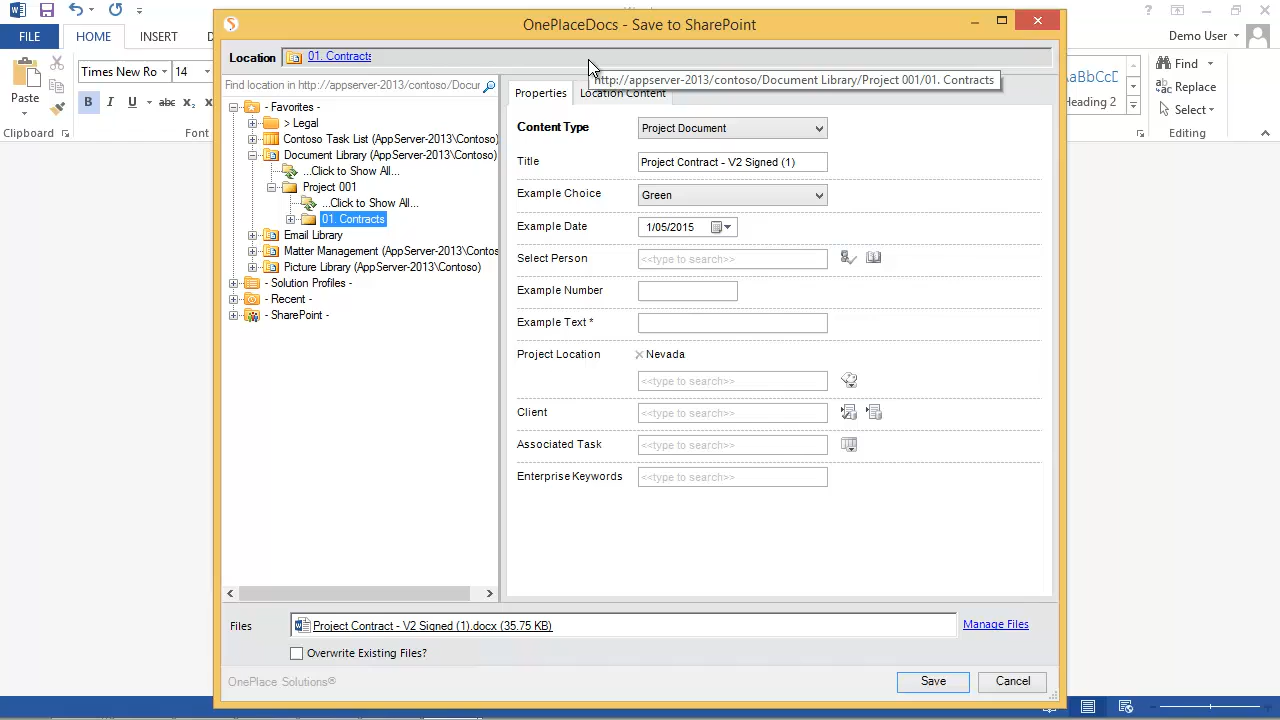 OnePlaceDocs - Save to SharePoint
Demo User
FILE
HOME
INSERT
D
Location
01. Contracts
http://appserver-2013/contoso/Document Library/Project 001/01. Contracts
Paste
Times New Ro
14
B I U abc X
Clipboard
Font
AaBbCcD
Heading 2
Find
Replace
Select
Editing
Find location in http://appserver-2013/contoso/Docur
Properties
Location Content
- Favorites -
> Legal
Contoso Task List (AppServer-2013\Contoso)
Document Library (AppServer-2013\Contoso)
...Click to Show All...
Project 001
...Click to Show All...
01. Contracts
Email Library
Matter Management (AppServer-2013\Contos
Picture Library (AppServer-2013\Contoso)
- Solution Profiles -
- Recent -
- SharePoint -
Content Type
Project Document
Title
Project Contract - V2 Signed (1)
Example Choice
Green
Example Date
1/05/2015
Select Person
<<type to search>>
Example Number
Example Text *
Project Location
Nevada
<<type to search>>
Client
<<type to search>>
Associated Task
<<type to search>>
Enterprise Keywords
<<type to search>>
Files
Project Contract - V2 Signed (1).docx (35.75 KB)
Manage Files
Overwrite Existing Files?
OnePlace Solutions®
Save
Cancel